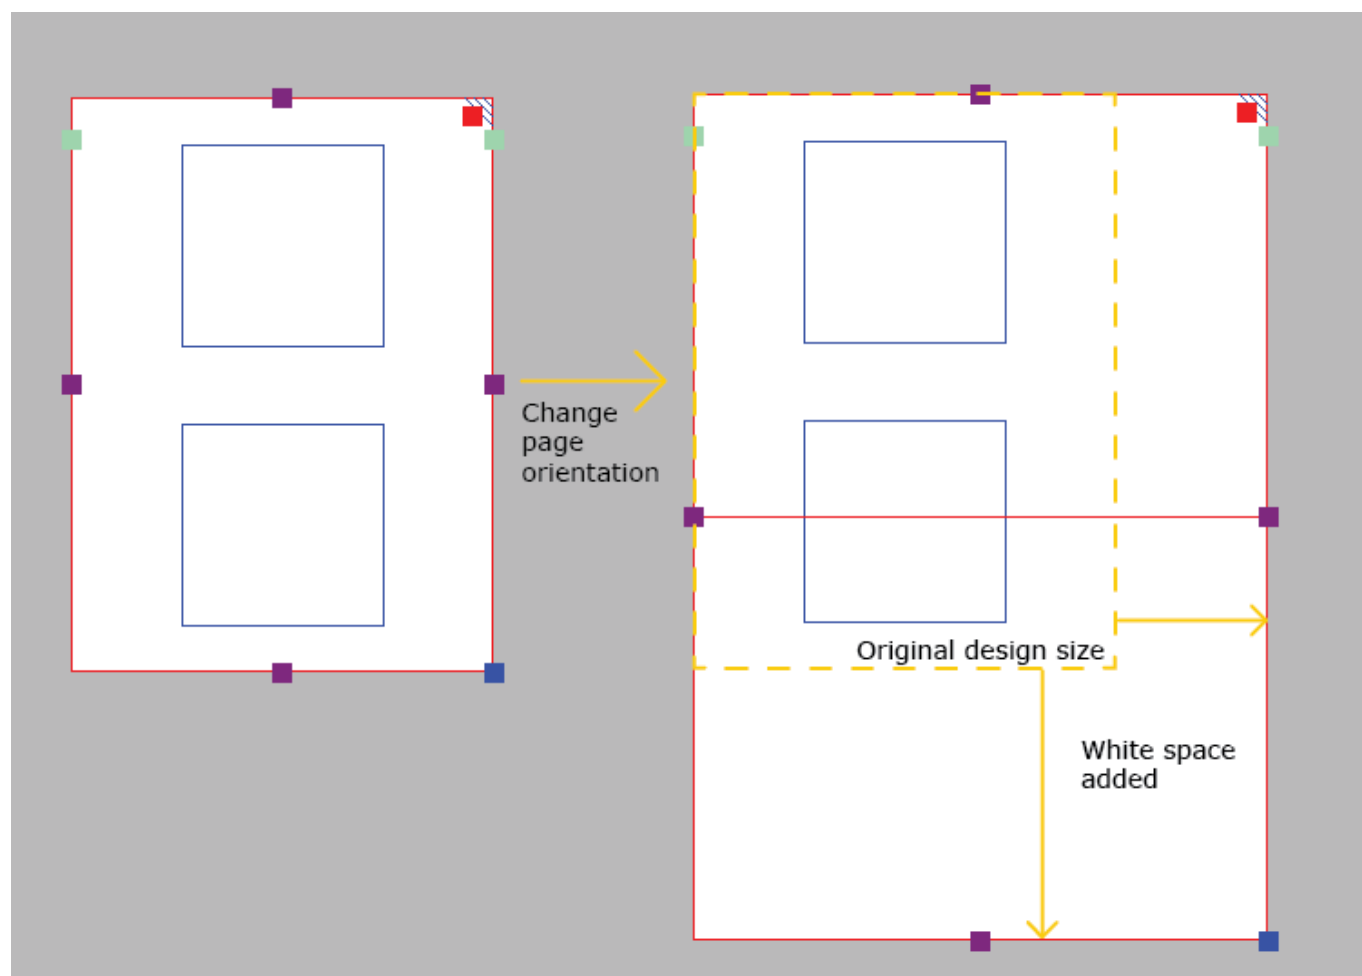 Change
page
orientation
Original design size
White space
added